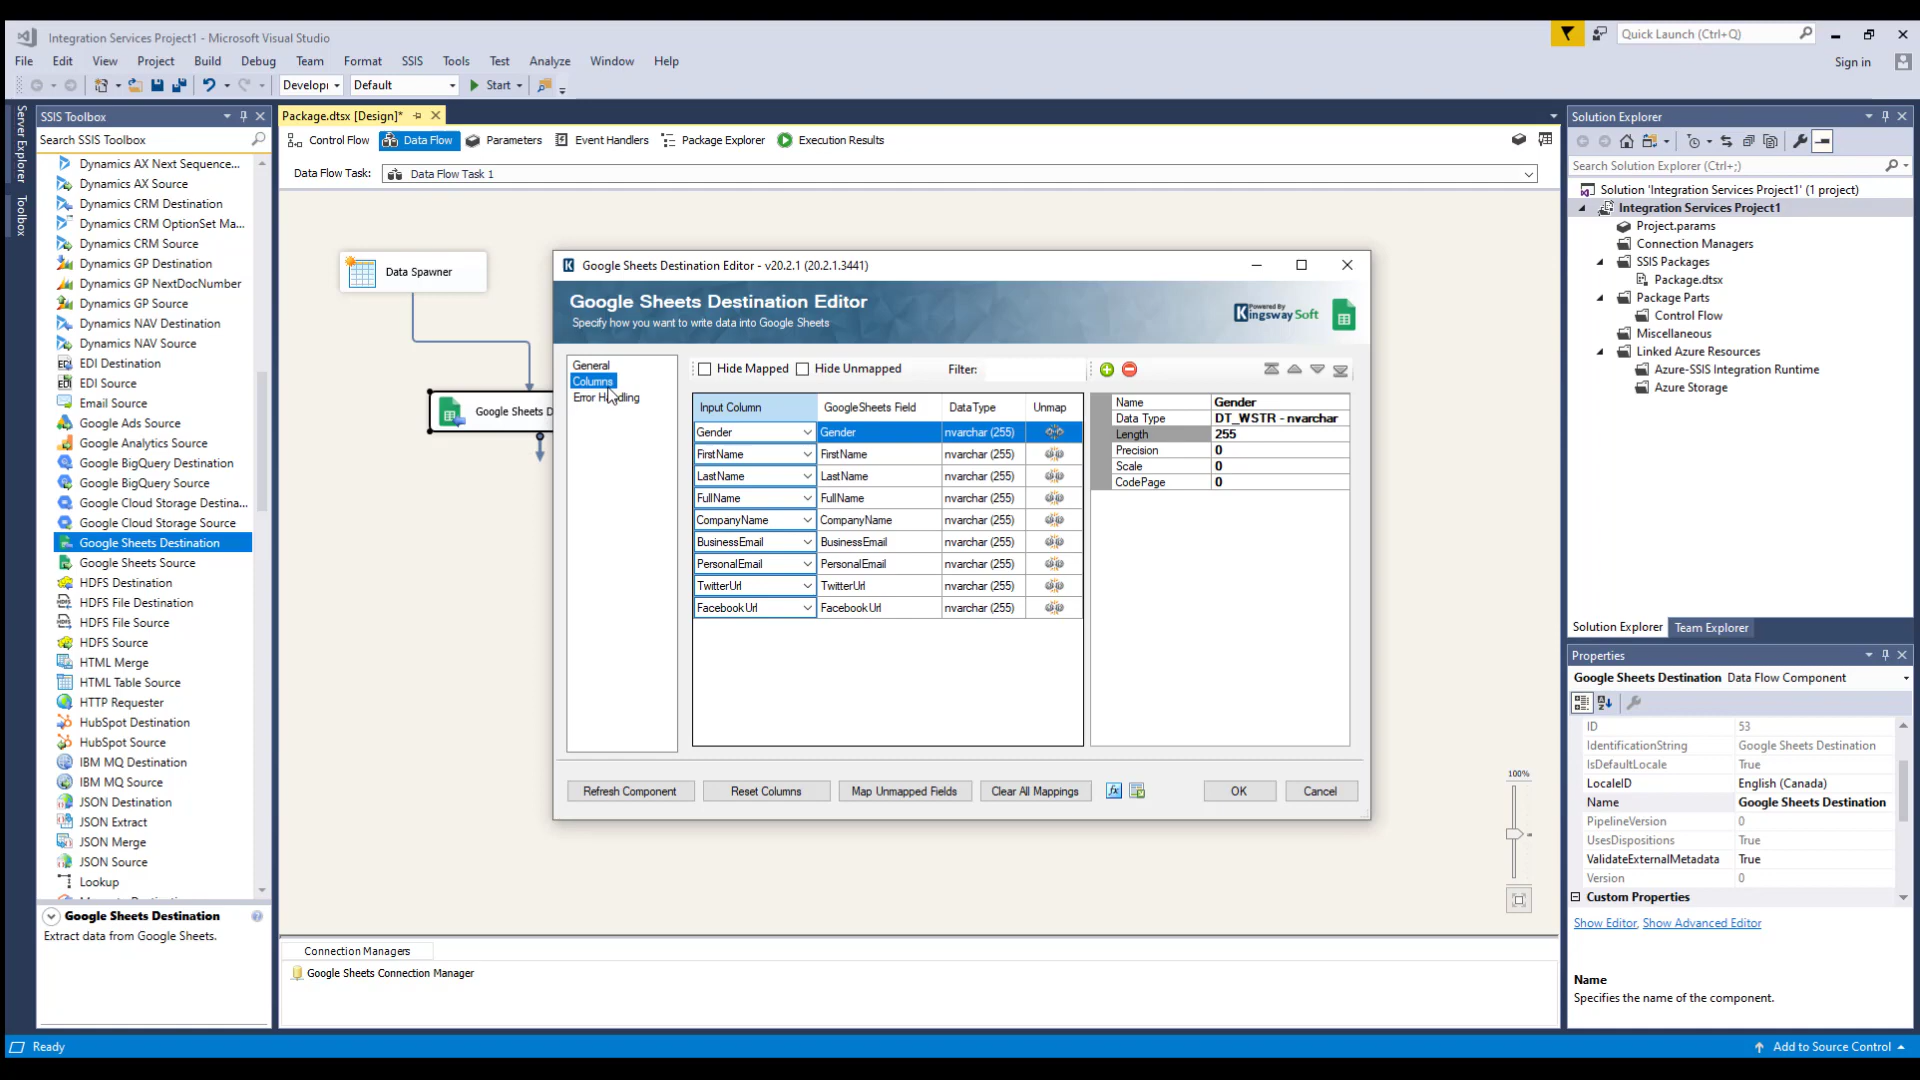 Integration Services Project1 - Microsoft Visual Studio
Quick Launch (Ctrl+Q)
File Edit View Project Build Debug Team Format SSIS Tools Test Analyze Window Help
Sign in
Develop Default Start
Server Explorer
Toolbox
SSIS Toolbox
Search SSIS Toolbox
Dynamics AX Next Sequence...
Dynamics AX Source
Dynamics CRM Destination
Dynamics CRM OptionSet Ma...
Dynamics CRM Source
Dynamics GP Destination
Dynamics GP NextDocNumber
Dynamics GP Source
Dynamics NAV Destination
Dynamics NAV Source
EDI Destination
EDI Source
Email Source
Google Ads Source
Google Analytics Source
Google BigQuery Destination
Google BigQuery Source
Google Cloud Storage Destina...
Google Cloud Storage Source
Google Sheets Destination
Google Sheets Source
HDFS Destination
HDFS File Destination
HDFS File Source
HDFS Source
HTML Merge
HTML Table Source
HTTP Requester
HubSpot Destination
HubSpot Source
IBM MQ Destination
IBM MQ Source
JSON Destination
JSON Extract
JSON Merge
JSON Source
Lookup
Google Sheets Destination
Extract data from Google Sheets.
Package.dtsx [Design]*
Control Flow Data Flow Parameters Event Handlers Package Explorer Execution Results
Data Flow Task: Data Flow Task 1
Data Spawner
Google Sheets D
Google Sheets Destination Editor - v20.2.1 (20.2.1.3441)
Google Sheets Destination Editor
Specify how you want to write data into Google Sheets
Powered By
KingswaySoft
General
Columns
Error Handling
Hide Mapped Hide Unmapped Filter:
Input Column GoogleSheets Field DataType Unmap
Gender Gender nvarchar (255)
FirstName FirstName nvarchar (255)
LastName LastName nvarchar (255)
FullName FullName nvarchar (255)
CompanyName CompanyName nvarchar (255)
BusinessEmail BusinessEmail nvarchar (255)
PersonalEmail PersonalEmail nvarchar (255)
TwitterUrl TwitterUrl nvarchar (255)
FacebookUrl FacebookUrl nvarchar (255)
Name Gender
Data Type DT_WSTR - nvarchar
Length 255
Precision 0
Scale 0
CodePage 0
Refresh Component Reset Columns Map Unmapped Fields Clear All Mappings fx OK Cancel
100%
Connection Managers
Google Sheets Connection Manager
Solution Explorer
Search Solution Explorer (Ctrl+;)
Solution 'Integration Services Project1' (1 project)
Integration Services Project1
Project.params
Connection Managers
SSIS Packages
Package.dtsx
Package Parts
Control Flow
Miscellaneous
Linked Azure Resources
Azure-SSIS Integration Runtime
Azure Storage
Solution Explorer Team Explorer
Properties
Google Sheets Destination Data Flow Component
ID 53
IdentificationString Google Sheets Destination
IsDefaultLocale True
LocaleID English (Canada)
Name Google Sheets Destination
PipelineVersion 0
UsesDispositions True
ValidateExternalMetadata True
Version 0
Custom Properties
Show Editor, Show Advanced Editor
Name
Specifies the name of the component.
Ready
Add to Source Control